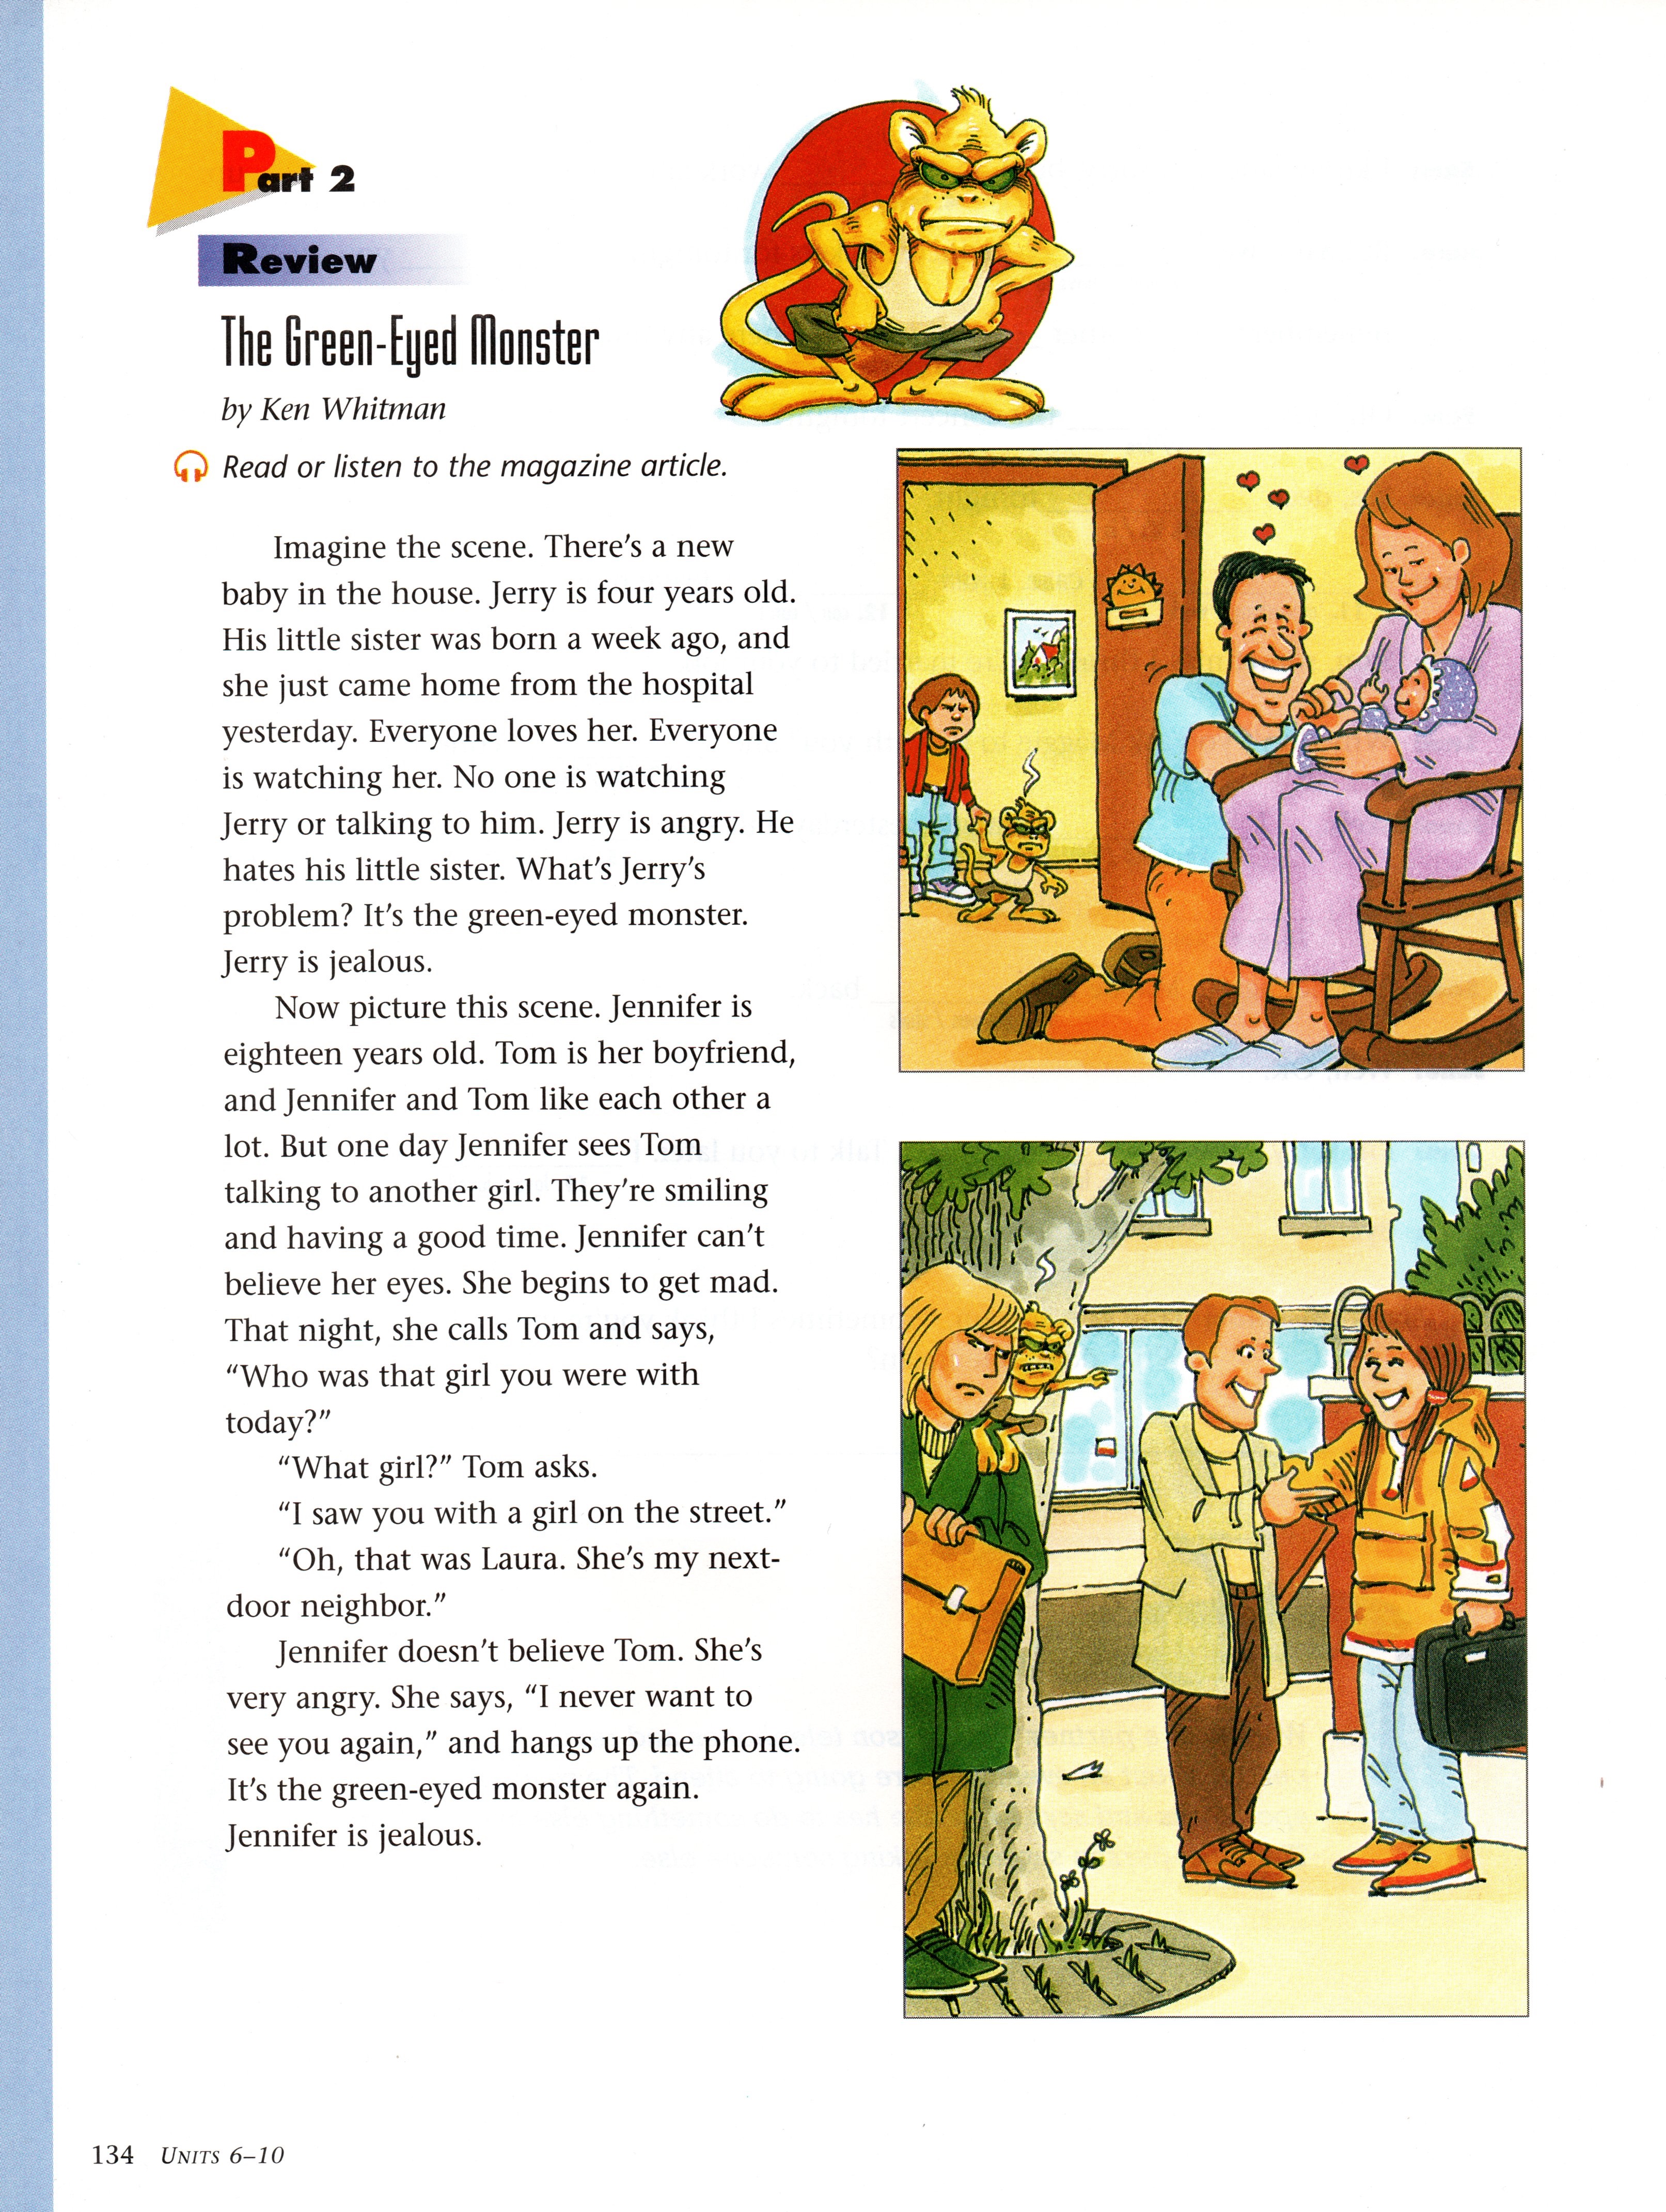 Part 2
Review
The Green-Eyed Monster
by Ken Whitman
Read or listen to the magazine article.
Imagine the scene. There's a new
baby in the house. Jerry is four years old.
His little sister was born a week ago, and
she just came home from the hospital
yesterday. Everyone loves her. Everyone
is watching her. No one is watching
Jerry or talking to him. Jerry is angry. He
hates his little sister. What's Jerry's
problem? It's the green-eyed monster.
Jerry is jealous.
Now picture this scene. Jennifer is
eighteen years old. Tom is her boyfriend,
and Jennifer and Tom like each other a
lot. But one day Jennifer sees Tom
talking to another girl. They're smiling
and having a good time. Jennifer can't
believe her eyes. She begins to get mad.
That night, she calls Tom and says,
“Who was that girl you were with
today?”
“What girl?” Tom asks.
“I saw you with a girl on the street.”
“Oh, that was Laura. She's my next-
door neighbor.”
Jennifer doesn't believe Tom. She's
very angry. She says, “I never want to
see you again,” and hangs up the phone.
It's the green-eyed monster again.
Jennifer is jealous.
134 UNITS 6–10